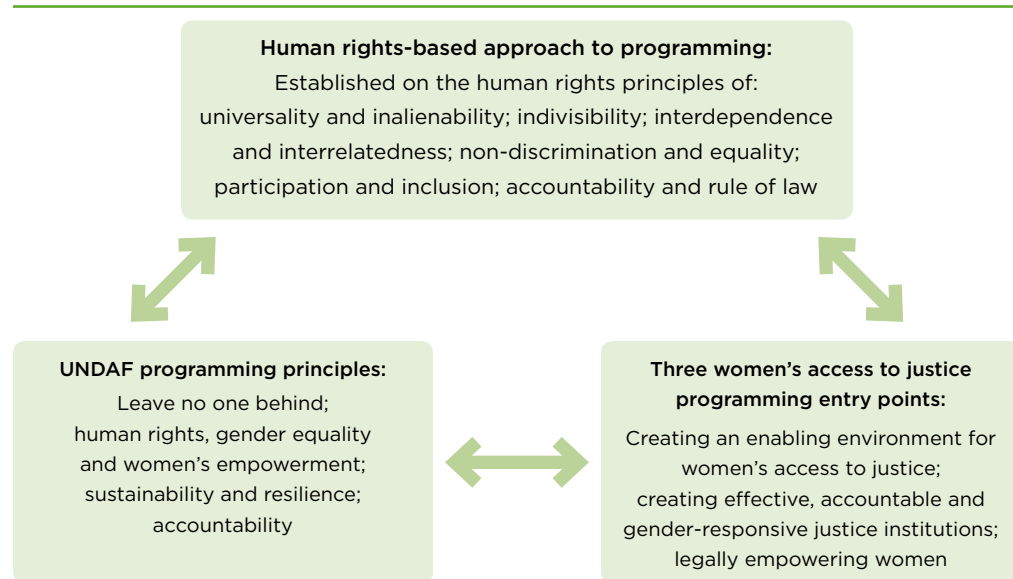 Human rights-based approach to programming:
Established on the human rights principles of:
universality and inalienability; indivisibility; interdependence
and interrelatedness; non-discrimination and equality;
participation and inclusion; accountability and rule of law
UNDAF programming principles:
Leave no one behind;
human rights, gender equality
and women’s empowerment;
sustainability and resilience;
accountability
Three women’s access to justice
programming entry points:
Creating an enabling environment for
women’s access to justice;
creating effective, accountable and
gender-responsive justice institutions;
legally empowering women